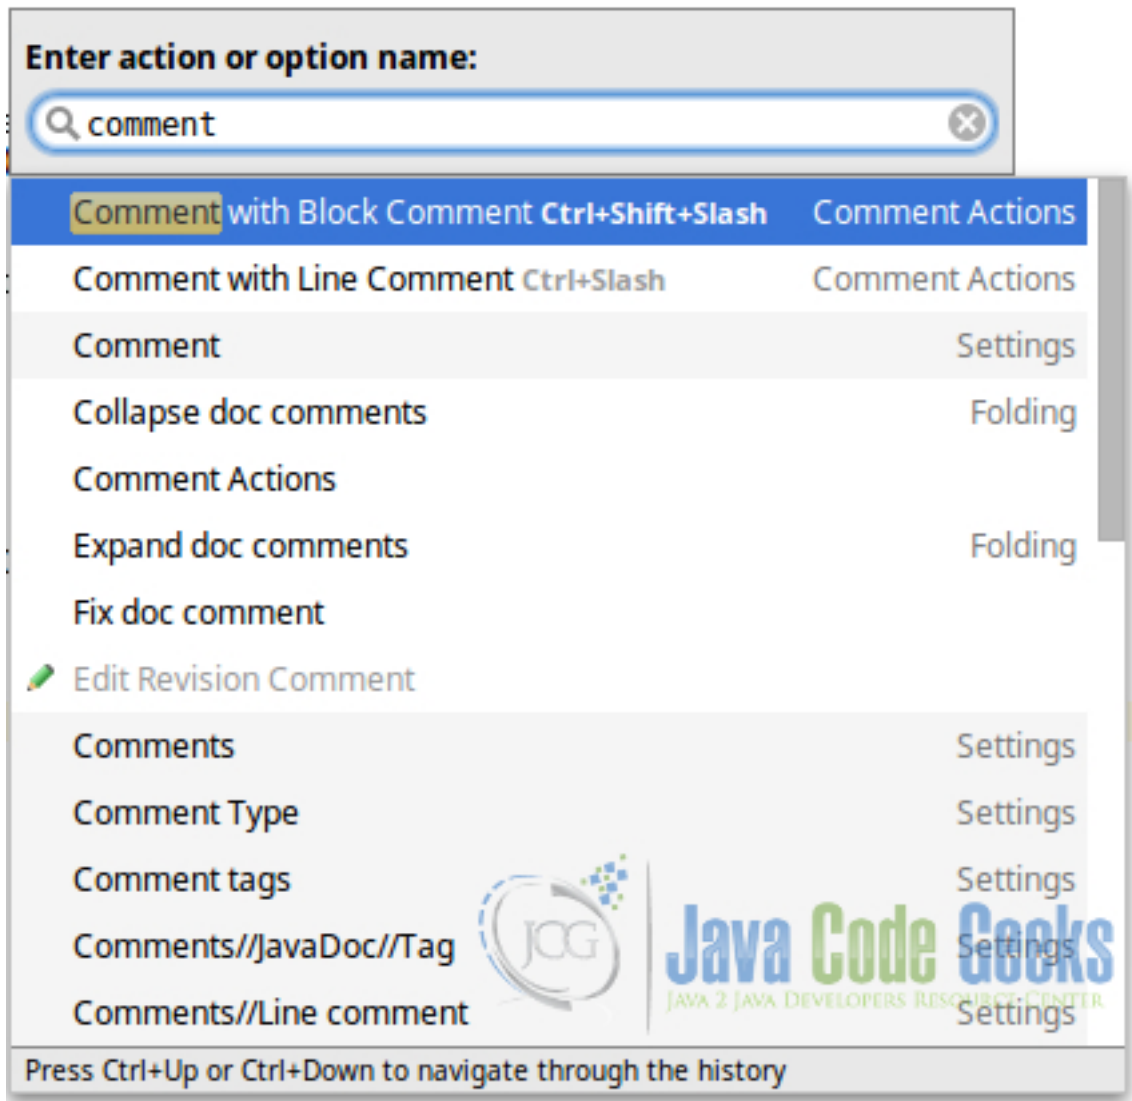 Enter action or option name:
comment
Comment with Block Comment Ctrl+Shift+Slash Comment Actions
Comment with Line Comment Ctrl+Slash Comment Actions
Comment Settings
Collapse doc comments Folding
Comment Actions
Expand doc comments Folding
Fix doc comment
Edit Revision Comment
Comments Settings
Comment Type Settings
Comment tags Settings
Comments//JavaDoc//Tag Settings
Comments//Line comment Settings
JCG
Java Code Geeks
JAVA 2 JAVA DEVELOPERS RESOURCE CENTER
Press Ctrl+Up or Ctrl+Down to navigate through the history